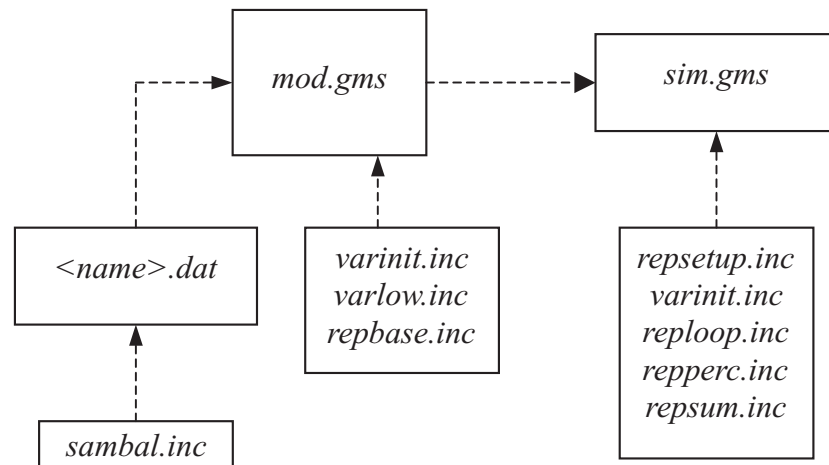 mod.gms
sim.gms
<name>.dat
varinit.inc
varlow.inc
repbase.inc
repsetup.inc
varinit.inc
reploop.inc
repperc.inc
repsum.inc
sambal.inc